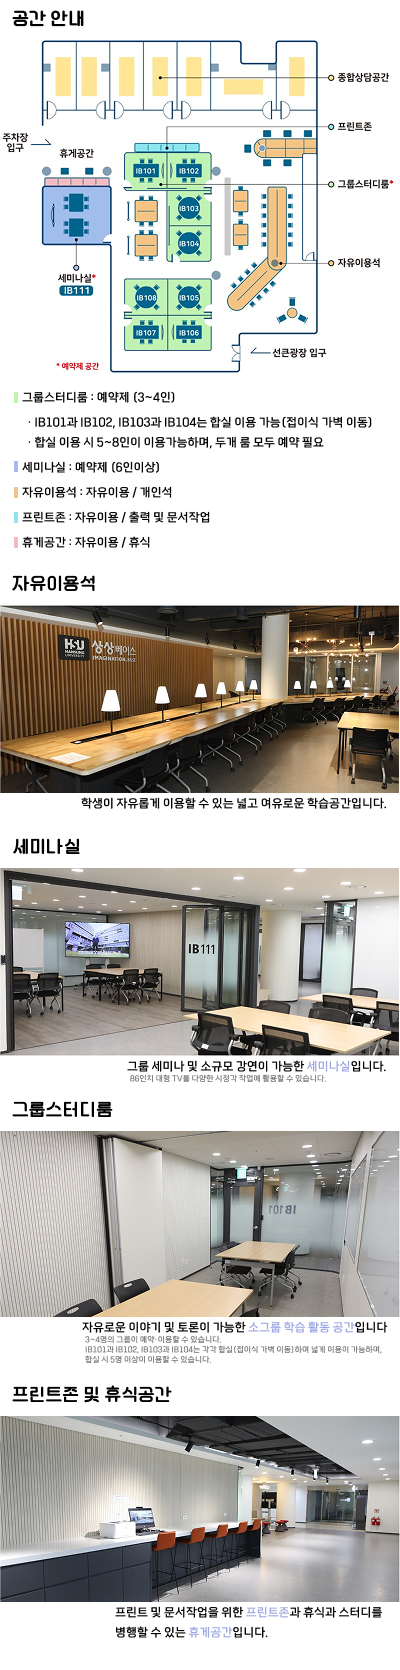 공간 안내
종합상담공간
주차장
입구
프린트존
휴게공간
IB101
IB102
그룹스터디룸*
IB103
IB104
자유이용석
세미나실*
IB111
IB108
IB105
IB107
IB106
* 예약제 공간
선큰광장 입구
그룹스터디룸 : 예약제 (3~4인)
· IB101과 IB102, IB103과 IB104는 합실 이용 가능(접이식 가벽 이동)
· 합실 이용 시 5~8인이 이용가능하며, 두개 룸 모두 예약 필요
세미나실 : 예약제 (6인이상)
자유이용석 : 자유이용 / 개인석
프린트존 : 자유이용 / 출력 및 문서작업
휴게공간 : 자유이용 / 휴식
자유이용석
HSU
HANSUNG
UNIVERSITY
상상베이스
IMAGINATION
학생이 자유롭게 이용할 수 있는 넓고 여유로운 학습공간입니다.
세미나실
IB111
그룹 세미나 및 소규모 강연이 가능한 세미나실입니다.
86인치 대형 TV를 다양한 시청각 작업에 활용할 수 있습니다.
그룹스터디룸
IB101
자유로운 이야기 및 토론이 가능한 소그룹 학습 활동 공간입니다
3~4명의 그룹이 예약·이용할 수 있습니다.
IB101과 IB102, IB103과 IB104는 각각 합실(접이식 가벽 이동)하여 넓게 이용이 가능하며,
합실 시 5명 이상이 이용할 수 있습니다.
프린트존 및 휴식공간
프린트 및 문서작업을 위한 프린트존과 휴식과 스터디를
병행할 수 있는 휴게공간입니다.